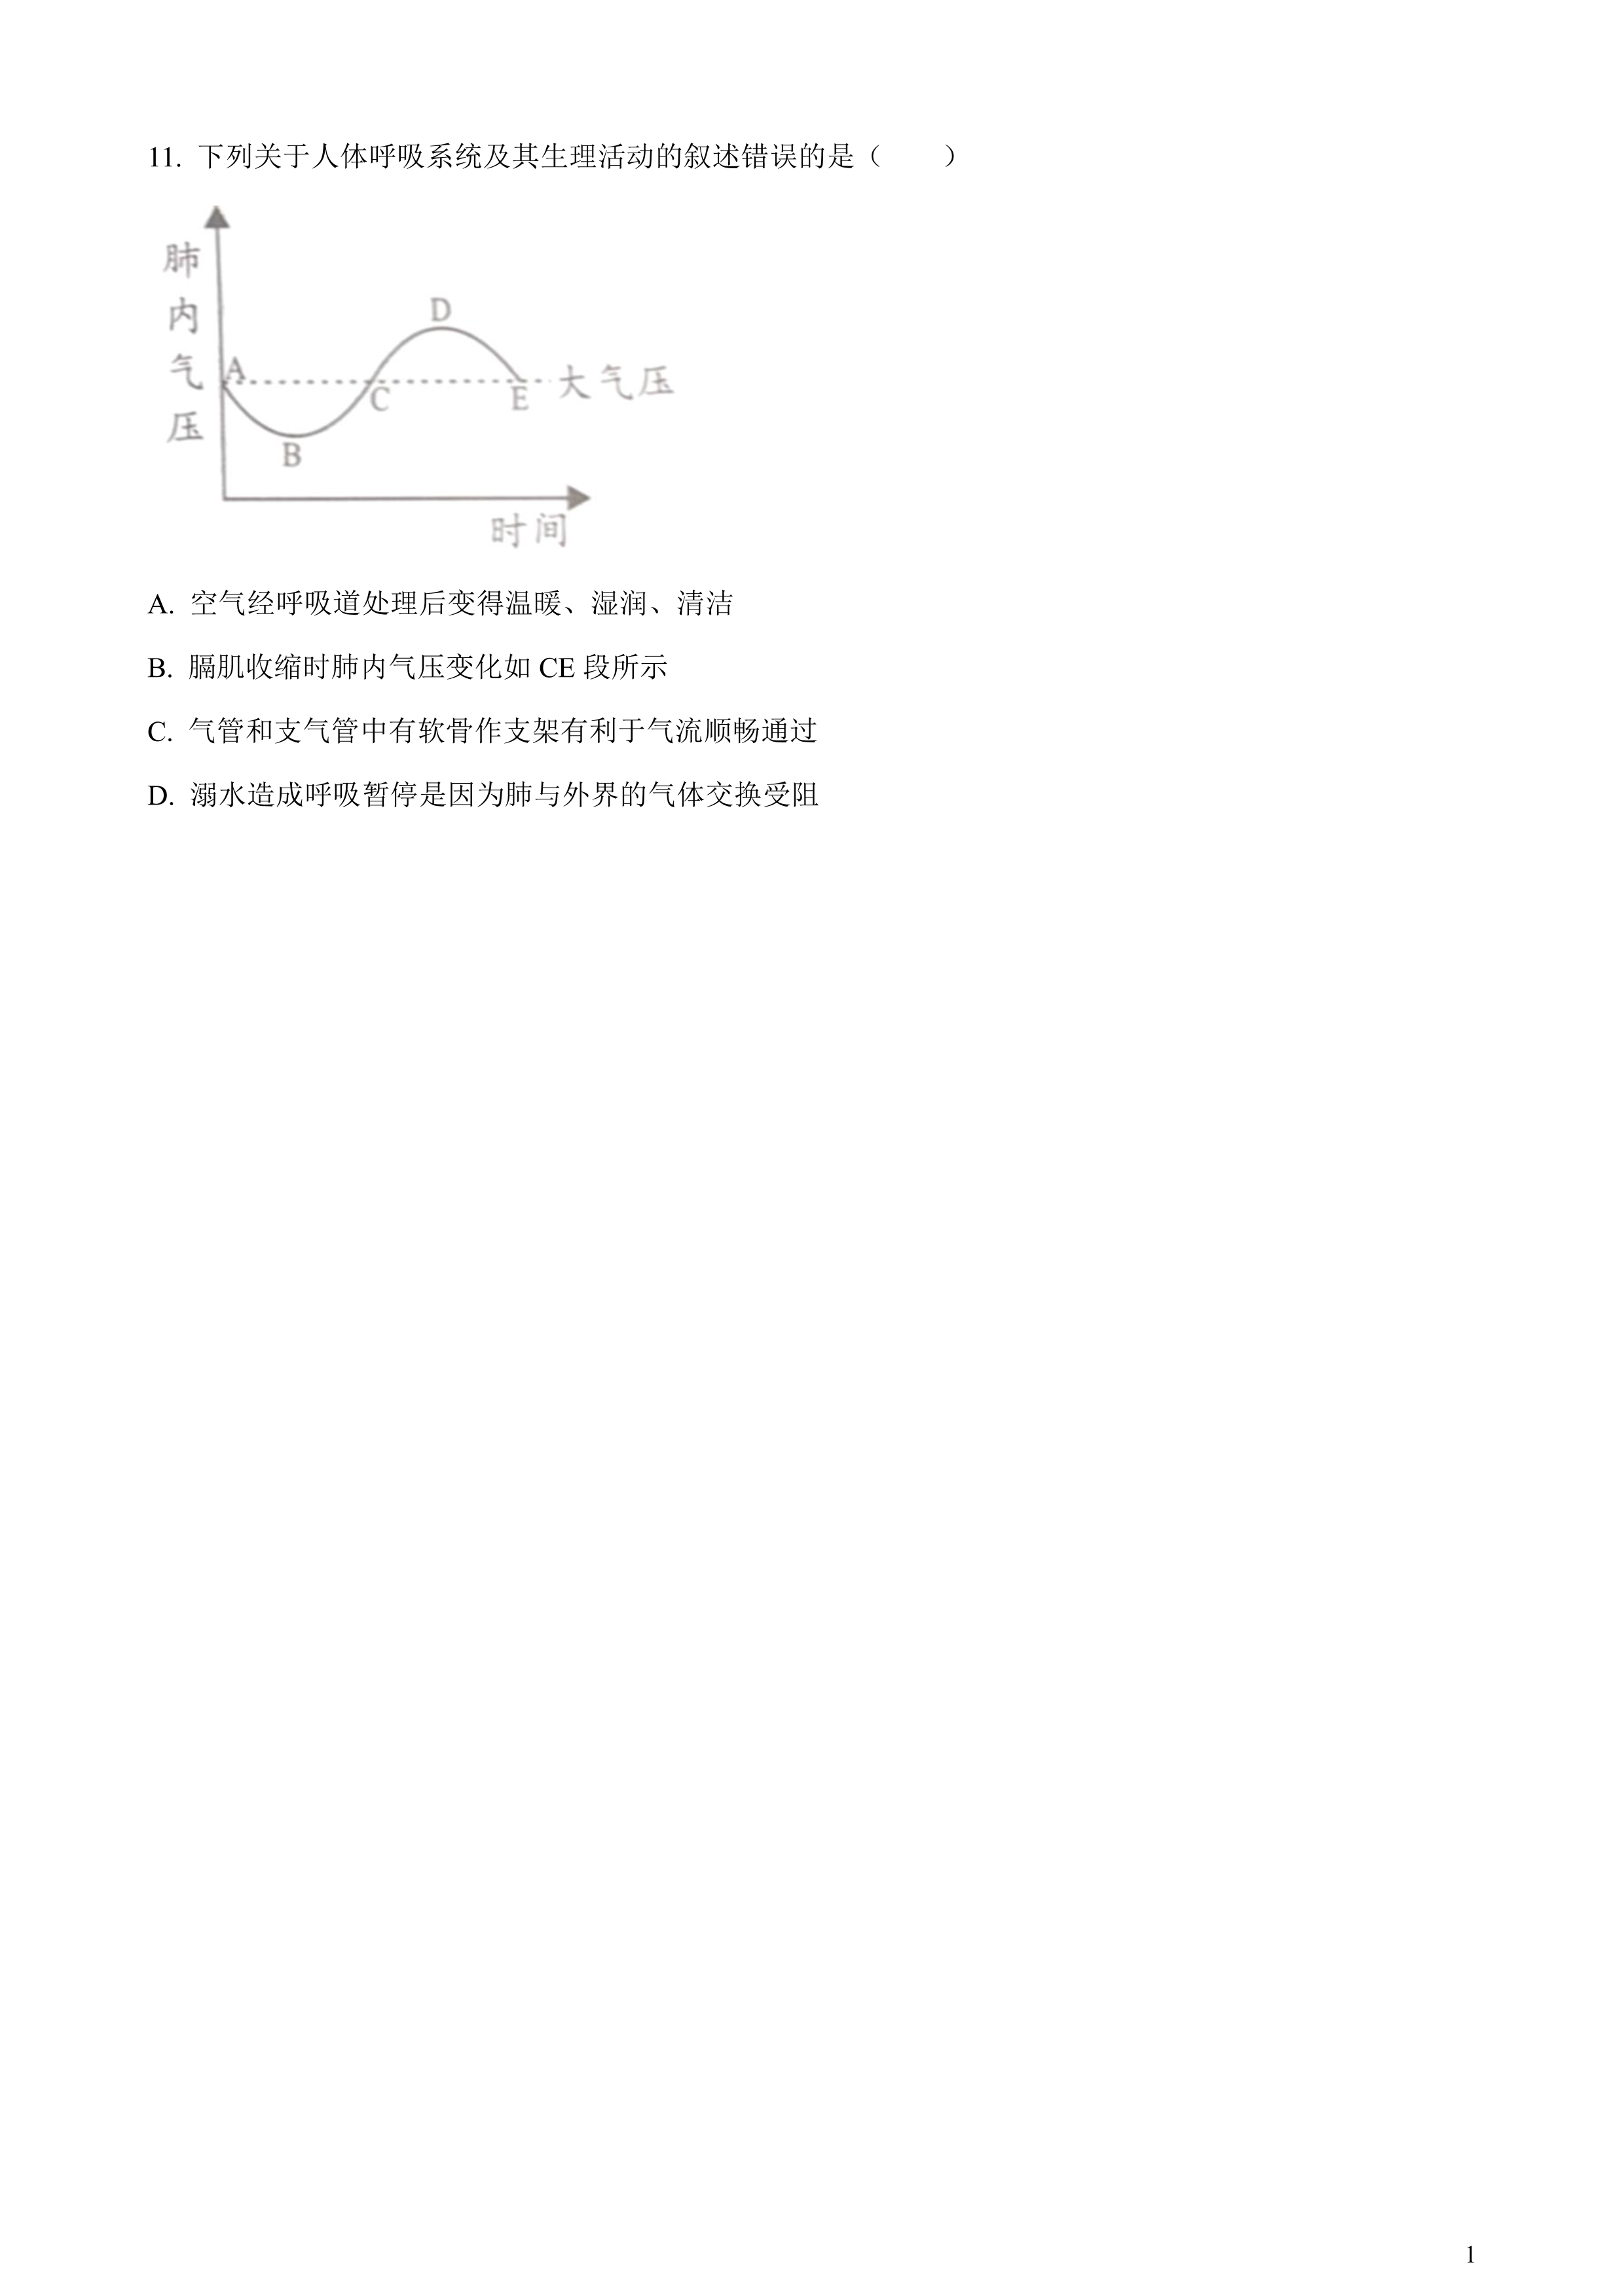 11. 下列关于人体呼吸系统及其生理活动的叙述错误的是（  ）
肺内气压
A
B
C
D
E
大气压
时间
A. 空气经呼吸道处理后变得温暖、湿润、清洁
B. 膈肌收缩时肺内气压变化如 CE 段所示
C. 气管和支气管中有软骨作支架有利于气流顺畅通过
D. 溺水造成呼吸暂停是因为肺与外界的气体交换受阻
1